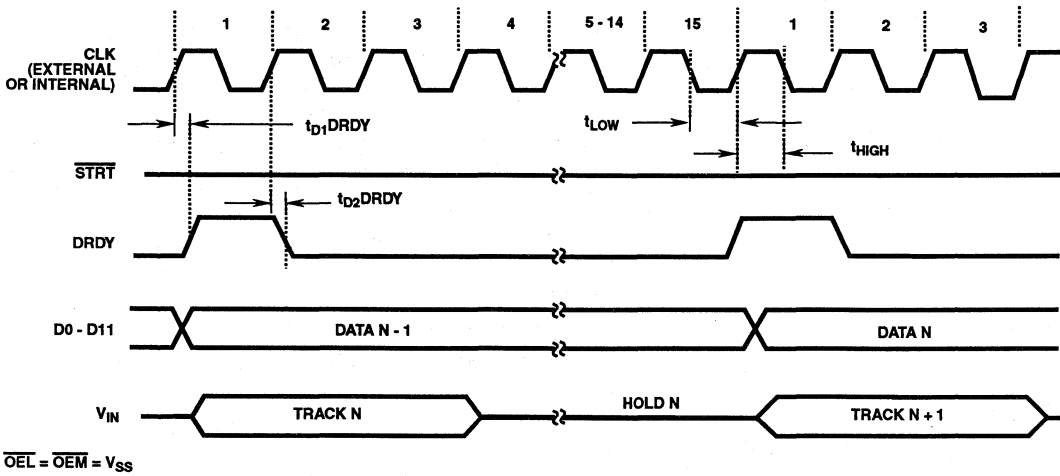 1 2 3 4 5 - 14 15 1 2 3
CLK
(EXTERNAL
OR INTERNAL)
tD1DRDY
tLOW
tHIGH
STRT
tD2DRDY
DRDY
D0 - D11
DATA N - 1
DATA N
VIN
TRACK N
HOLD N
TRACK N + 1
OEL = OEM = VSS